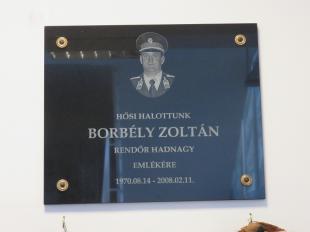 HŐSI HALOTTUNK
BORBÉLY ZOLTÁN
RENDŐR HADNAGY
EMLÉKÉRE
1970.08.14 - 2008.02.11.